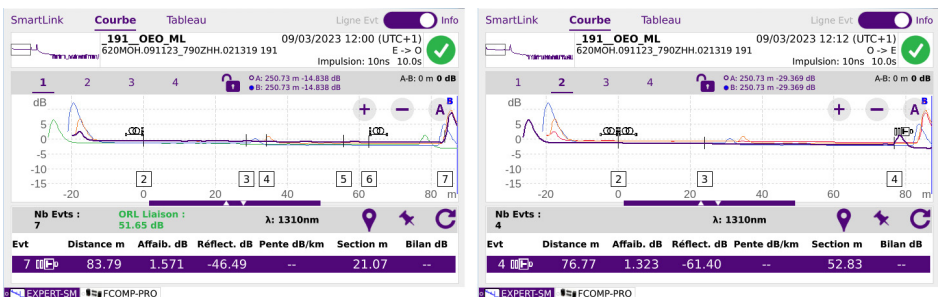 SmartLink Courbe Tableau Ligne Evt Info
_191__OEO_ML 09/03/2023 12:00 (UTC+1)
620MOH.091123_790ZHH.021319 191 E -> O
Impulsion: 10ns 10.0s
1 2 3 4 A: 250.73 m -14.838 dB A-B: 0 m 0 dB
B: 250.73 m -14.838 dB
dB + − A B
5
0
-5
-10
-15 2 3 4 5 6 7
-20 0 20 40 60 80 m
Nb Evts : ORL Liaison : λ: 1310nm
7 51.65 dB
Evt Distance m Affaib. dB Réflect. dB Pente dB/km Section m Bilan dB
7 83.79 1.571 -46.49 -- 21.07 --
EXPERT-SM FCOMP-PRO
SmartLink Courbe Tableau Ligne Evt Info
_191__OEO_ML 09/03/2023 12:12 (UTC+1)
620MOH.091123_790ZHH.021319 191 O -> E
Impulsion: 10ns 10.0s
1 2 3 4 A: 250.73 m -29.369 dB A-B: 0 m 0 dB
B: 250.73 m -29.369 dB
dB + − A B
5
0
-5
-10
-15 2 3 4
-20 0 20 40 60 80 m
Nb Evts : λ: 1310nm
4
Evt Distance m Affaib. dB Réflect. dB Pente dB/km Section m Bilan dB
4 76.77 1.323 -61.40 -- 52.83 --
EXPERT-SM FCOMP-PRO